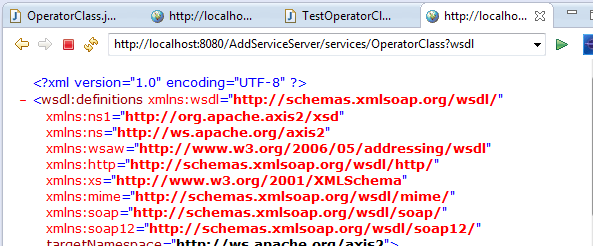 OperatorClass.j...
http://localho...
TestOperatorCl...
http://localho...
http://localhost:8080/AddServiceServer/services/OperatorClass?wsdl
<?xml version="1.0" encoding="UTF-8" ?>
- <wsdl:definitions xmlns:wsdl="http://schemas.xmlsoap.org/wsdl/"
xmlns:ns1="http://org.apache.axis2/xsd"
xmlns:ns="http://ws.apache.org/axis2"
xmlns:wsaw="http://www.w3.org/2006/05/addressing/wsdl"
xmlns:http="http://schemas.xmlsoap.org/wsdl/http/"
xmlns:xs="http://www.w3.org/2001/XMLSchema"
xmlns:mime="http://schemas.xmlsoap.org/wsdl/mime/"
xmlns:soap="http://schemas.xmlsoap.org/wsdl/soap/"
xmlns:soap12="http://schemas.xmlsoap.org/wsdl/soap12/"
targetNamespace="http://ws.apache.org/axis2">